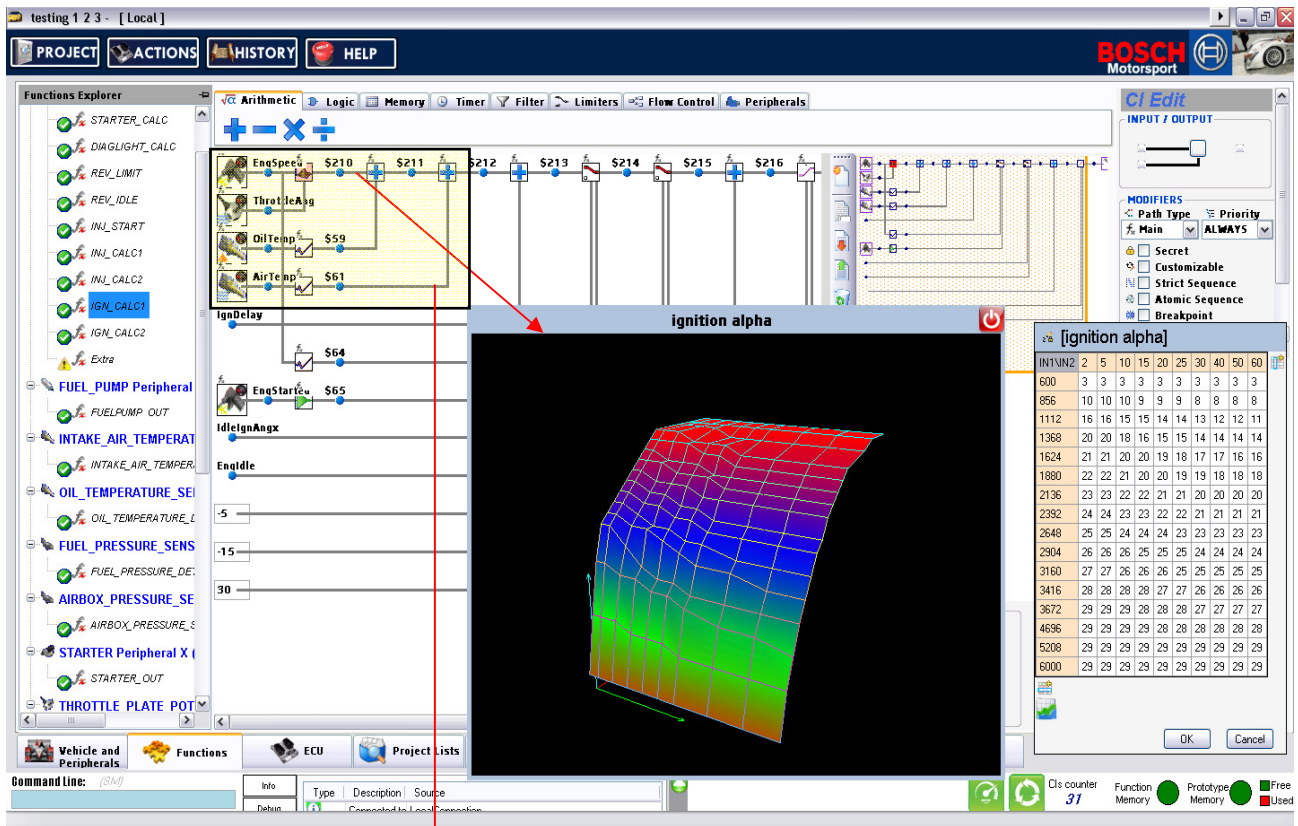 testing 1 2 3 - [ Local ]
PROJECT ACTIONS HISTORY HELP
BOSCH
Motorsport
Functions Explorer
STARTER_CALC
DIAGLIGHT_CALC
REV_LIMIT
REV_IDLE
INJ_START
INJ_CALC1
INJ_CALC2
IGN_CALC1
IGN_CALC2
Extra
FUEL_PUMP Peripheral
FUELPUMP OUT
INTAKE_AIR_TEMPERAT
INTAKE_AIR_TEMPER
OIL_TEMPERATURE_SE
OIL_TEMPERATURE_
FUEL_PRESSURE_SENS
FUEL_PRESSURE_DE
AIRBOX_PRESSURE_SE
AIRBOX_PRESSURE_
STARTER Peripheral X (
STARTER_OUT
THROTTLE PLATE POT
Arithmetic Logic Memory Timer Filter Limiters Flow Control Peripherals
EngSpeed $210 $211 $212 $213 $214 $215 $216
ThrottleAng
OilTemp $59
AirTemp $61
IgnDelay
$64
$65
IdleIgnAngx
EngIdle
-5
-15
30
CI Edit
INPUT / OUTPUT
MODIFIERS
Path Type Priority
Main ALWAYS
Secret
Customizable
Strict Sequence
Atomic Sequence
Breakpoint
ignition alpha
[ignition alpha]
IN1\IN2 2 5 10 15 20 25 30 40 50 60
600 3 3 3 3 3 3 3 3 3 3
856 10 10 10 9 9 9 8 8 8 8
1112 16 16 15 15 14 14 13 12 12 11
1368 20 20 18 16 15 15 14 14 14 14
1624 21 21 20 20 19 18 17 17 16 16
1880 22 22 21 20 20 19 19 18 18 18
2136 23 23 22 22 21 21 20 20 20 20
2392 24 24 23 23 22 22 21 21 21 21
2648 25 25 24 24 24 23 23 23 23 23
2904 26 26 26 25 25 25 24 24 24 24
3160 27 27 26 26 26 25 25 25 25 25
3416 28 28 28 28 27 27 26 26 26 26
3672 29 29 29 28 28 28 27 27 27 27
4696 29 29 29 29 28 28 28 28 28 28
5208 29 29 29 29 29 29 29 29 29 29
6000 29 29 29 29 29 29 29 29 29 29
OK Cancel
Vehicle and
Peripherals
Functions ECU Project Lists
Command Line: (SM)
Info
Debug
Type Description Source
Connected to LocalConnection
CIs counter
31
Function
Memory
Prototype
Memory
Free
Used